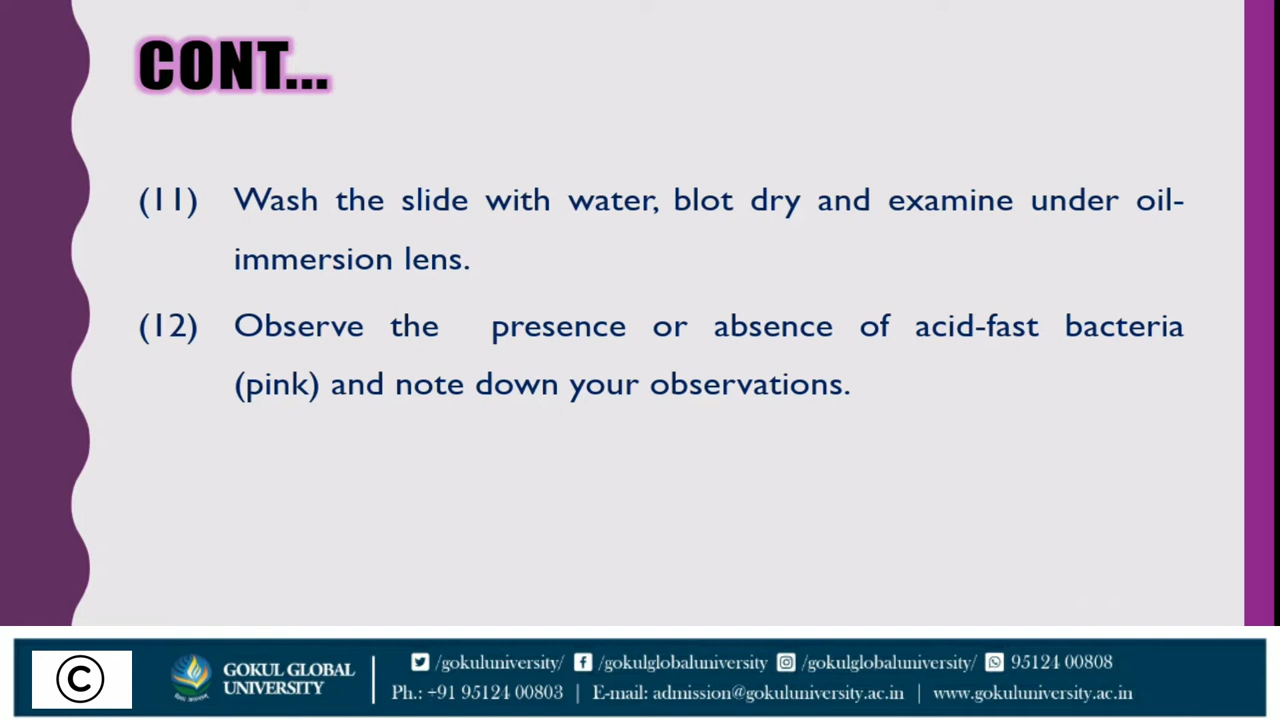 CONT...
(11) Wash the slide with water, blot dry and examine under oil-
immersion lens.
(12) Observe the presence or absence of acid-fast bacteria
(pink) and note down your observations.
©
GOKUL GLOBAL
UNIVERSITY
/gokuluniversity/ /gokulglobaluniversity /gokulglobaluniversity/ 95124 00808
Ph.: +91 95124 00803 | E-mail: admission@gokuluniversity.ac.in | www.gokuluniversity.ac.in